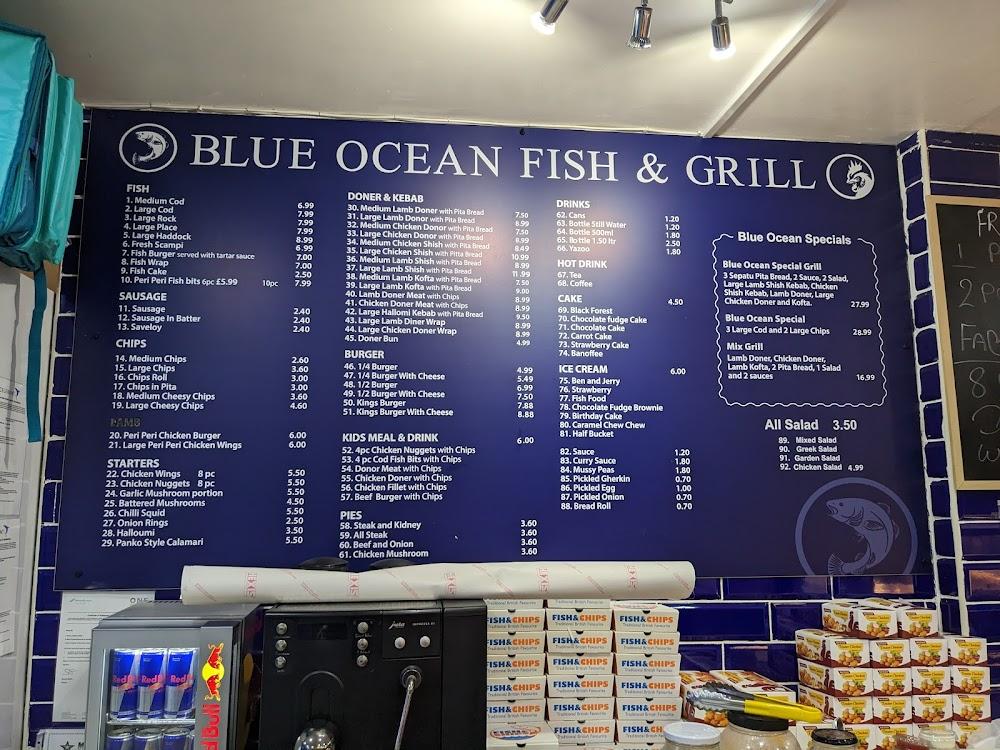 BLUE OCEAN FISH & GRILL
FISH
1. Medium Cod 6.99
2. Large Cod 7.99
3. Large Rock 7.99
4. Large Place 7.99
5. Large Haddock 8.99
6. Fresh Scampi 6.99
7. Fish Burger served with tartar sauce 7.00
8. Fish Wrap 7.00
9. Fish Cake 2.50
10. Peri Peri Fish bits 6pc £5.99 10pc 7.99
SAUSAGE
11. Sausage 2.40
12. Sausage In Batter 2.40
13. Saveloy 2.40
CHIPS
14. Medium Chips 2.60
15. Large Chips 3.60
16. Chips Roll 3.00
17. Chips in Pita 3.00
18. Medium Cheesy Chips 3.60
19. Large Cheesy Chips 4.60
20. Peri Peri Chicken Burger 6.00
21. Large Peri Peri Chicken Wings 6.00
STARTERS
22. Chicken Wings 8 pc 5.50
23. Chicken Nuggets 8 pc 5.50
24. Garlic Mushroom portion 5.50
25. Battered Mushrooms 4.50
26. Chilli Squid 5.50
27. Onion Rings 2.50
28. Halloumi 3.50
29. Panko Style Calamari 5.50
DONER & KEBAB
30. Medium Lamb Doner with Pita Bread 7.50
31. Large Lamb Donor with Pita Bread 8.99
32. Medium Chicken Donor with Pita Bread 7.50
33. Large Chicken Donor with Pita Bread 8.99
34. Medium Chicken Shish with Pita Bread 8.49
35. Large Chicken Shish with Pita Bread 10.99
36. Medium Lamb Shish with Pita Bread 8.99
37. Large Lamb Shish with Pita Bread 11.99
38. Medium Lamb Kofta with Pita Bread 7.50
39. Large Lamb Kofta with Pita Bread 9.00
40. Lamb Doner Meat with Chips 8.99
41. Chicken Doner Meat with Chips 8.99
42. Large Hallomi Kebab with Pita Bread 9.50
43. Large Lamb Diner Wrap 8.99
44. Large Chicken Doner Wrap 8.99
45. Doner Bun 4.99
BURGER
46. 1/4 Burger 4.99
47. 1/4 Burger With Cheese 5.49
48. 1/2 Burger 6.99
49. 1/2 Burger With Cheese 7.50
50. Kings Burger 7.88
51. Kings Burger With Cheese 8.88
KIDS MEAL & DRINK 6.00
52. 4pc Chicken Nuggets with Chips
53. 4 pc Cod Fish Bits with Chips
54. Donor Meat with Chips
55. Chicken Doner with Chips
56. Chicken Fillet with Chips
57. Beef Burger with Chips
PIES
58. Steak and Kidney 3.60
59. All Steak 3.60
60. Beef and Onion 3.60
61. Chicken Mushroom 3.60
DRINKS
62. Cans 1.20
63. Bottle Still Water 1.20
64. Bottle 500ml 1.80
65. Bottle 1.50 ltr 2.50
66. Yazoo 1.80
HOT DRINK
67. Tea
68. Coffee
CAKE 4.50
69. Black Forest
70. Chocolate fudge Cake
71. Chocolate Cake
72. Carrot Cake
73. Strawberry Cake
74. Banoffee
ICE CREAM 6.00
75. Ben and Jerry
76. Strawberry
77. Fish Food
78. Chocolate Fudge Brownie
79. Birthday Cake
80. Caramel Chew Chew
81. Half Bucket
82. Sauce 1.20
83. Curry Sauce 1.80
84. Mussy Peas 1.80
85. Pickled Gherkin 0.70
86. Pickled Egg 1.00
87. Pickled Onion 0.70
88. Bread Roll 0.70
Blue Ocean Specials
Blue Ocean Special Grill
3 Sepatu Pita Bread, 2 Sauce, 2 Salad,
Large Lamb Shish Kebab, Chicken
Shish Kebab, Lamb Doner, Large
Chicken Doner and Kofta. 27.99
Blue Ocean Special
3 Large Cod and 2 Large Chips 28.99
Mix Grill
Lamb Doner, Chicken Doner,
Lamb Kofta, 2 Pita Bread, 1 Salad
and 2 sauces 16.99
All Salad 3.50
89. Mixed Salad
90. Greek Salad
91. Garden Salad
92. Chicken Salad 4.99
Red Bull
jura
FISH&CHIPS
Traditional British Favourite